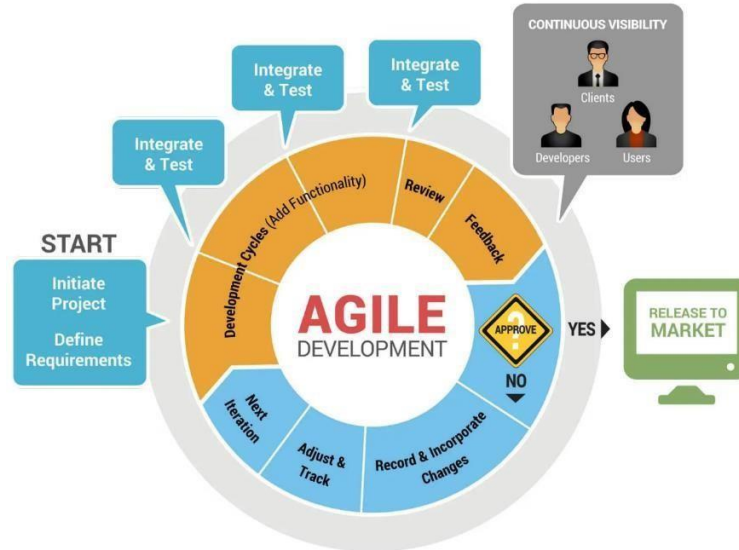 START
Initiate
Project
Define
Requirements
Integrate
& Test
Integrate
& Test
Integrate
& Test
CONTINUOUS VISIBILITY
Clients
Developers
Users
Development Cycles (Add Functionality)
Review
Feedback
?
APPROVE
YES
NO
RELEASE TO
MARKET
Record & Incorporate
Changes
Adjust &
Track
Next
Iteration
AGILE
DEVELOPMENT